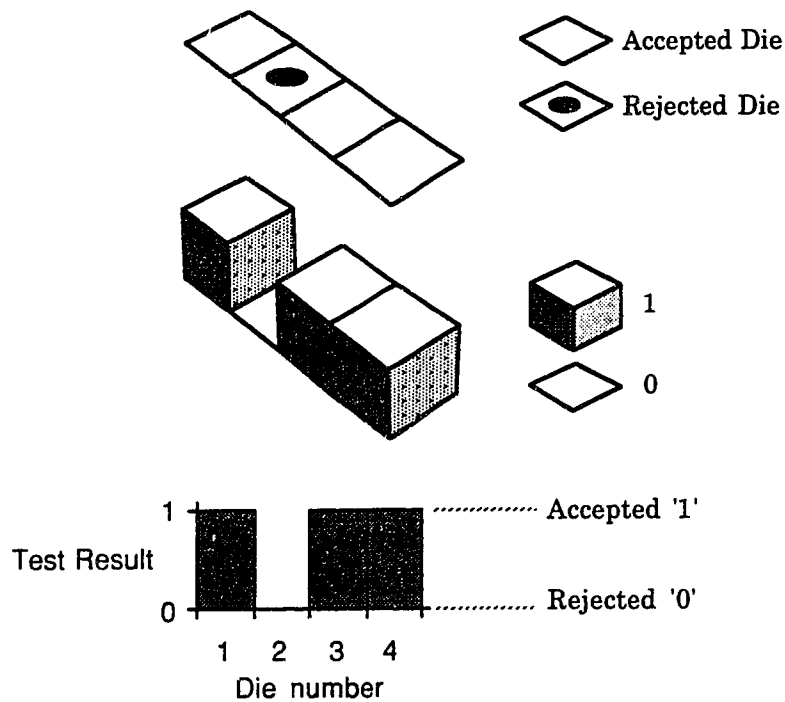 Accepted Die
Rejected Die
1
0
1
Accepted '1'
Test Result
0
Rejected '0'
1 2 3 4
Die number